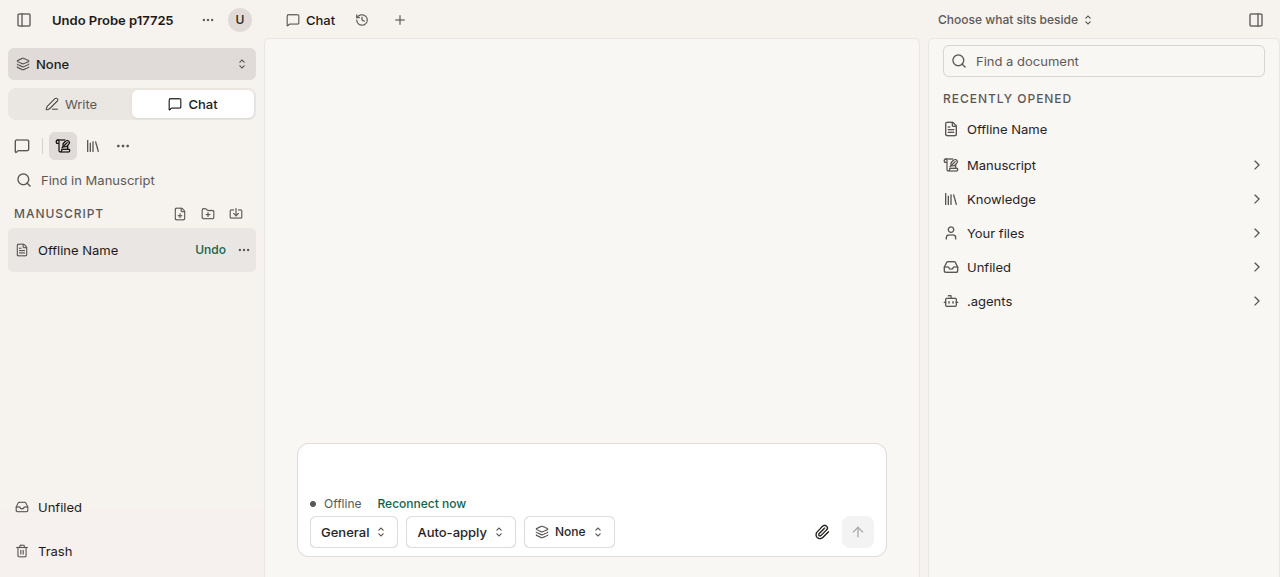 Undo Probe p17725
U
None
Write
Chat
Find in Manuscript
MANUSCRIPT
Offline Name
Undo
Unfiled
Trash
Chat
Offline
Reconnect now
General
Auto-apply
None
Choose what sits beside
Find a document
RECENTLY OPENED
Offline Name
Manuscript
Knowledge
Your files
Unfiled
.agents